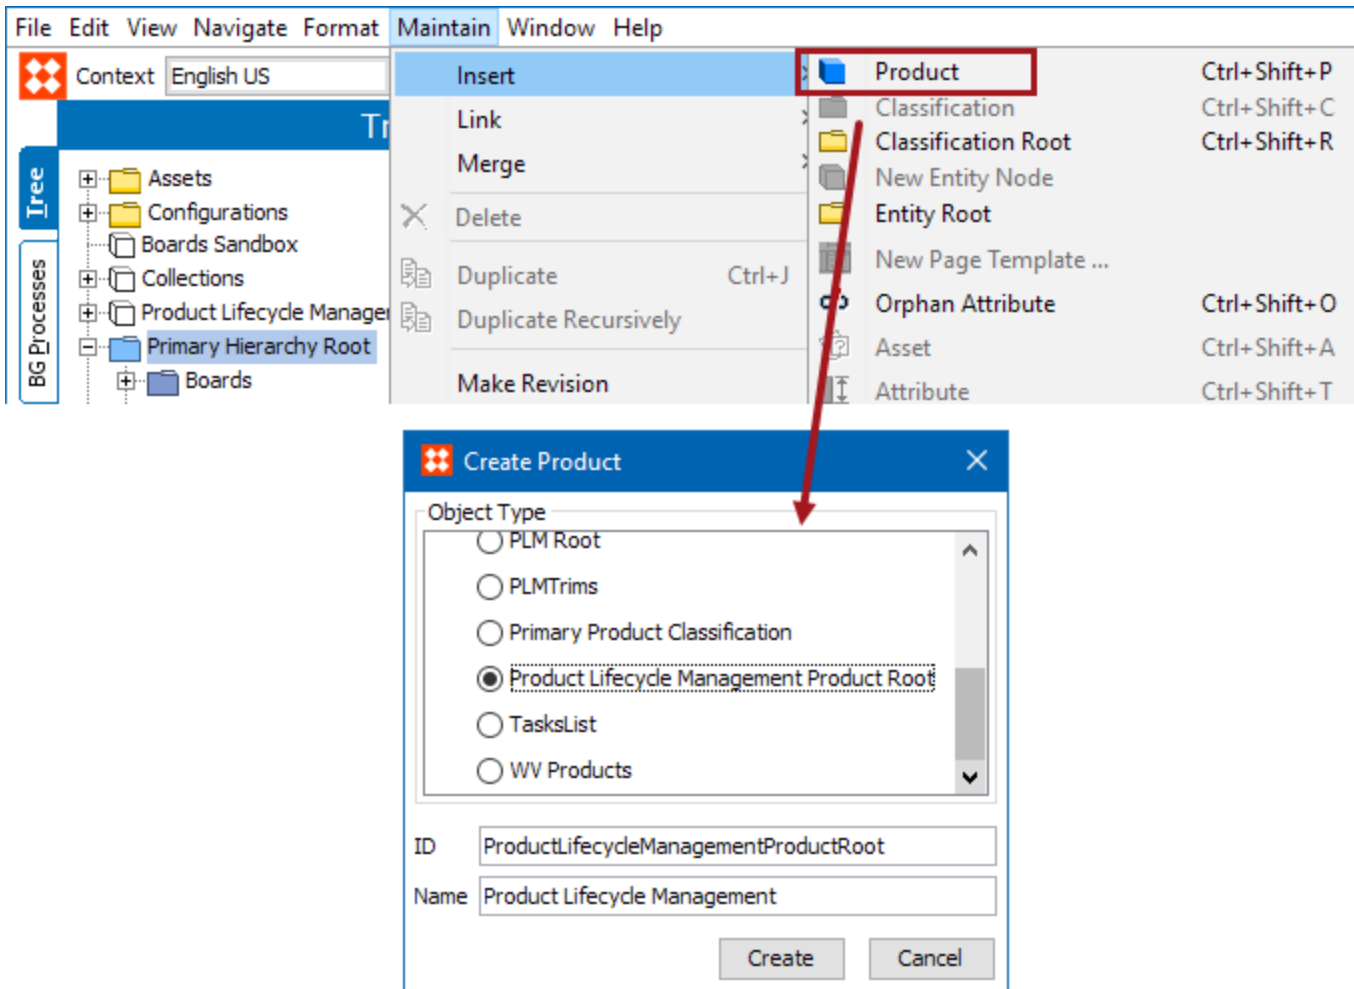 File Edit View Navigate Format Maintain Window Help
Context English US
Tr
Tree
BG Processes
Assets
Configurations
Boards Sandbox
Collections
Product Lifecycle Manager
Primary Hierarchy Root
Boards
Insert
Link
Merge
Delete
Duplicate Ctrl+J
Duplicate Recursively
Make Revision
Product Ctrl+Shift+P
Classification Ctrl+Shift+C
Classification Root Ctrl+Shift+R
New Entity Node
Entity Root
New Page Template ...
Orphan Attribute Ctrl+Shift+O
Asset Ctrl+Shift+A
Attribute Ctrl+Shift+T
Create Product
Object Type
PLM Root
PLMTrims
Primary Product Classification
Product Lifecycle Management Product Root
TasksList
WV Products
ID ProductLifecycleManagementProductRoot
Name Product Lifecycle Management
Create Cancel